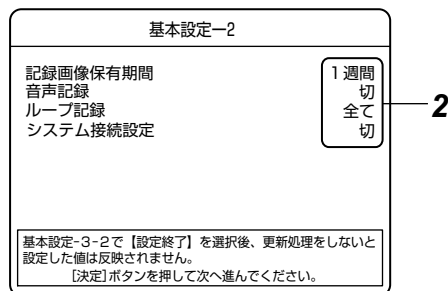 基本設定ー2
記録画像保有期間 1週間
音声記録 切
ループ記録 全て
システム接続設定 切
2
基本設定-3-2で【設定終了】を選択後、更新処理をしないと
設定した値は反映されません。
[決定]ボタンを押して次へ進んでください。